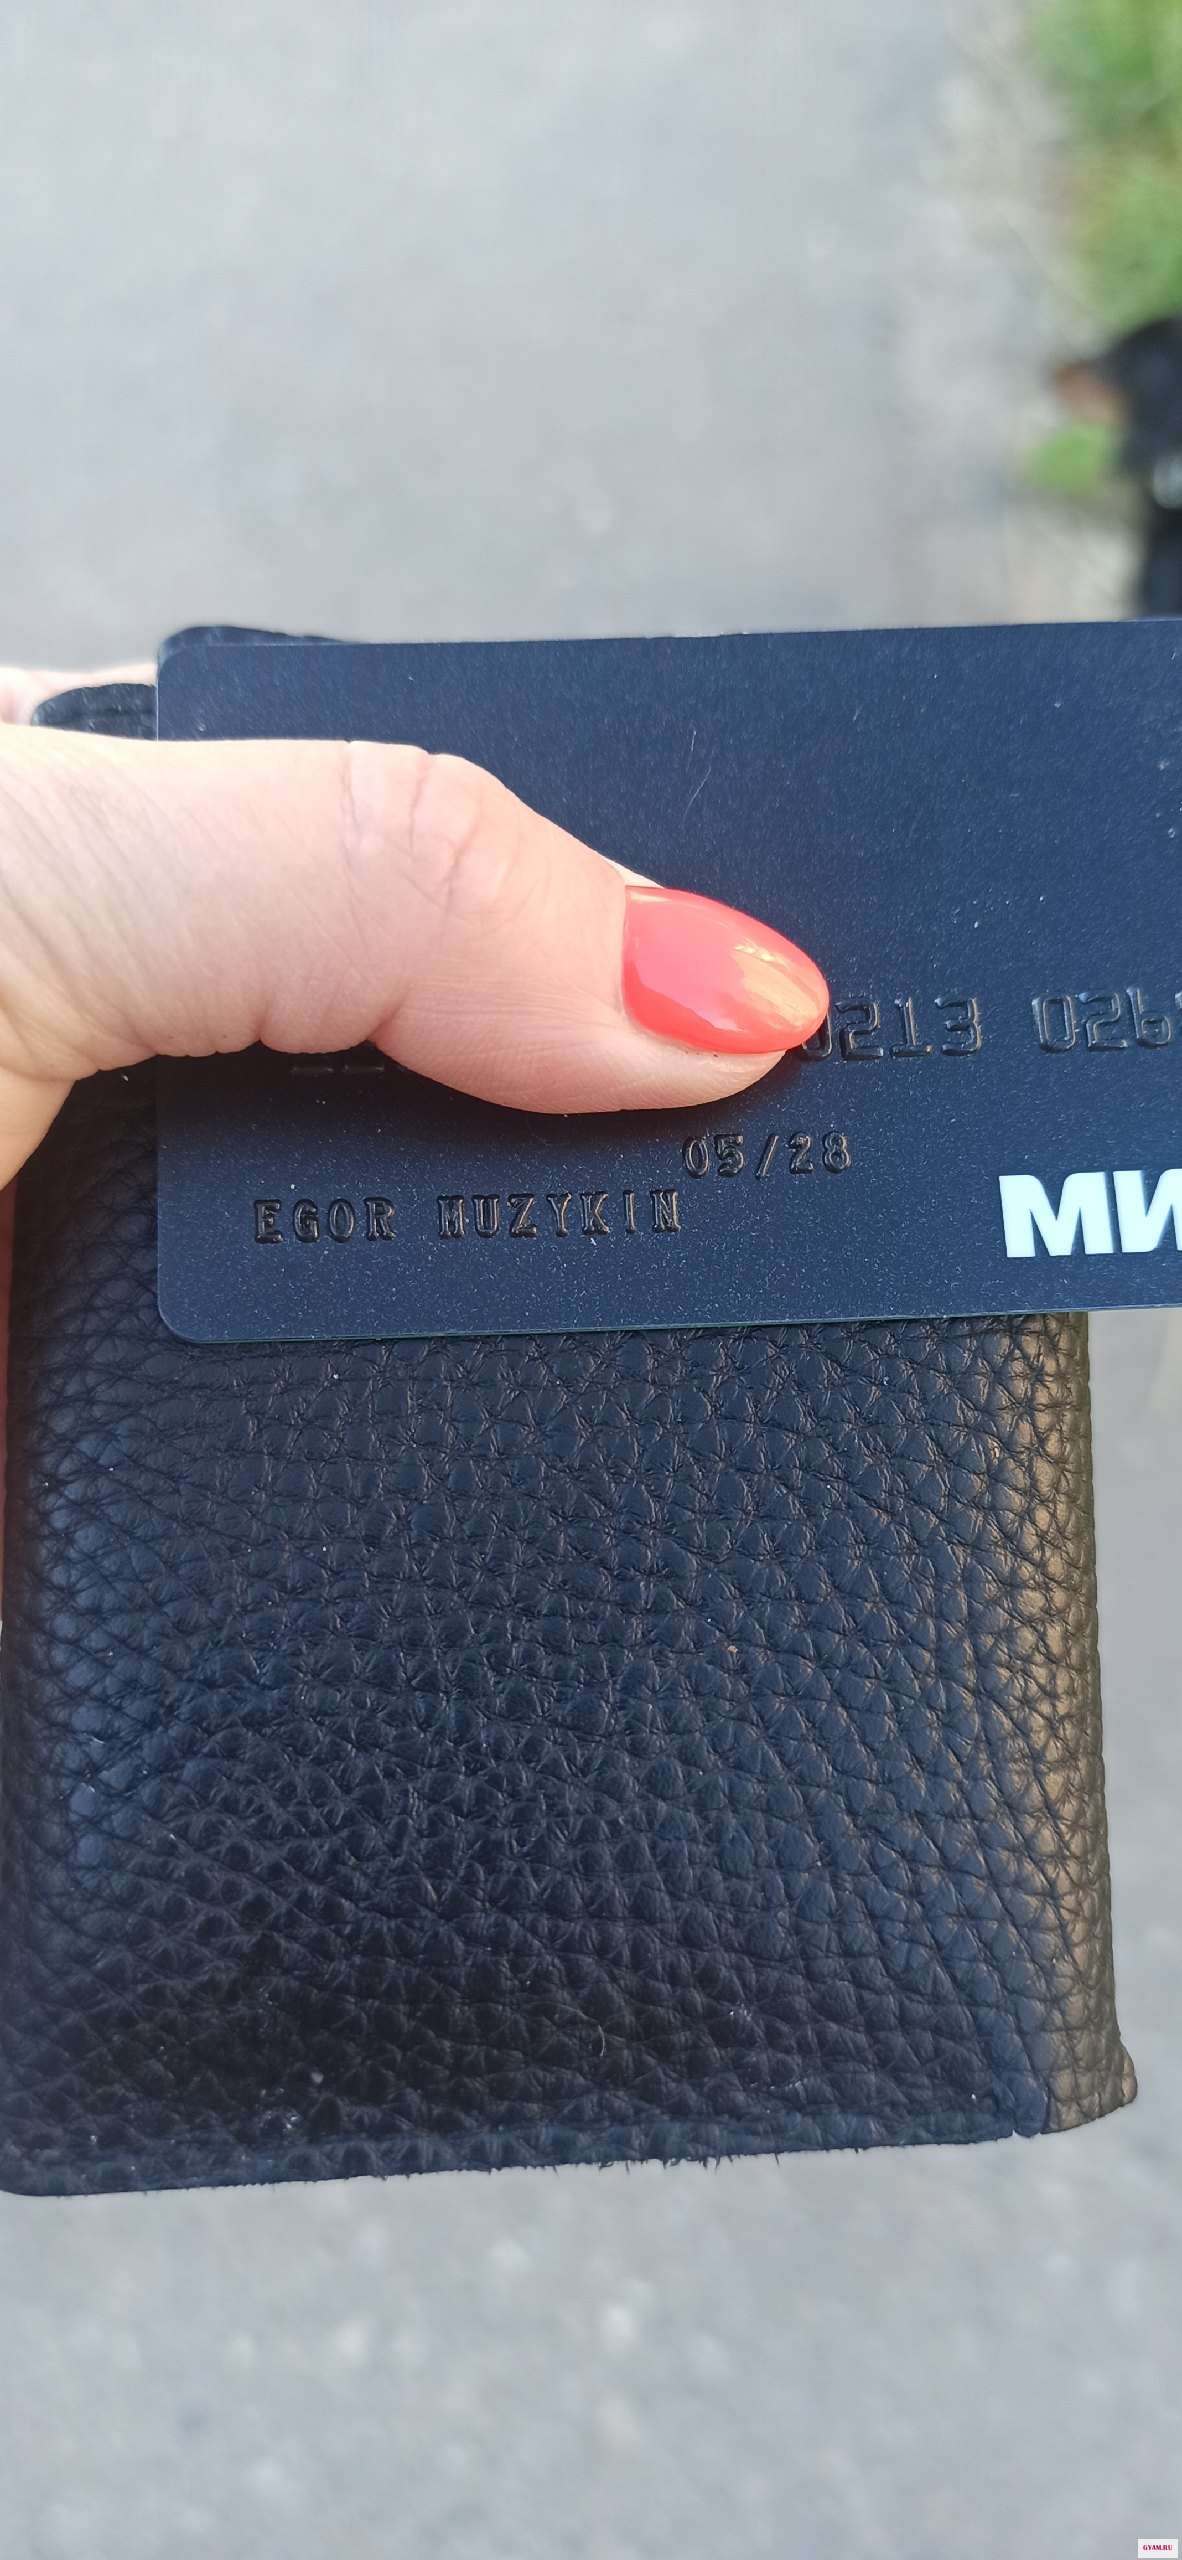 0213 026
05/28
EGOR MUZYKIN
МИ
GYAM.RU